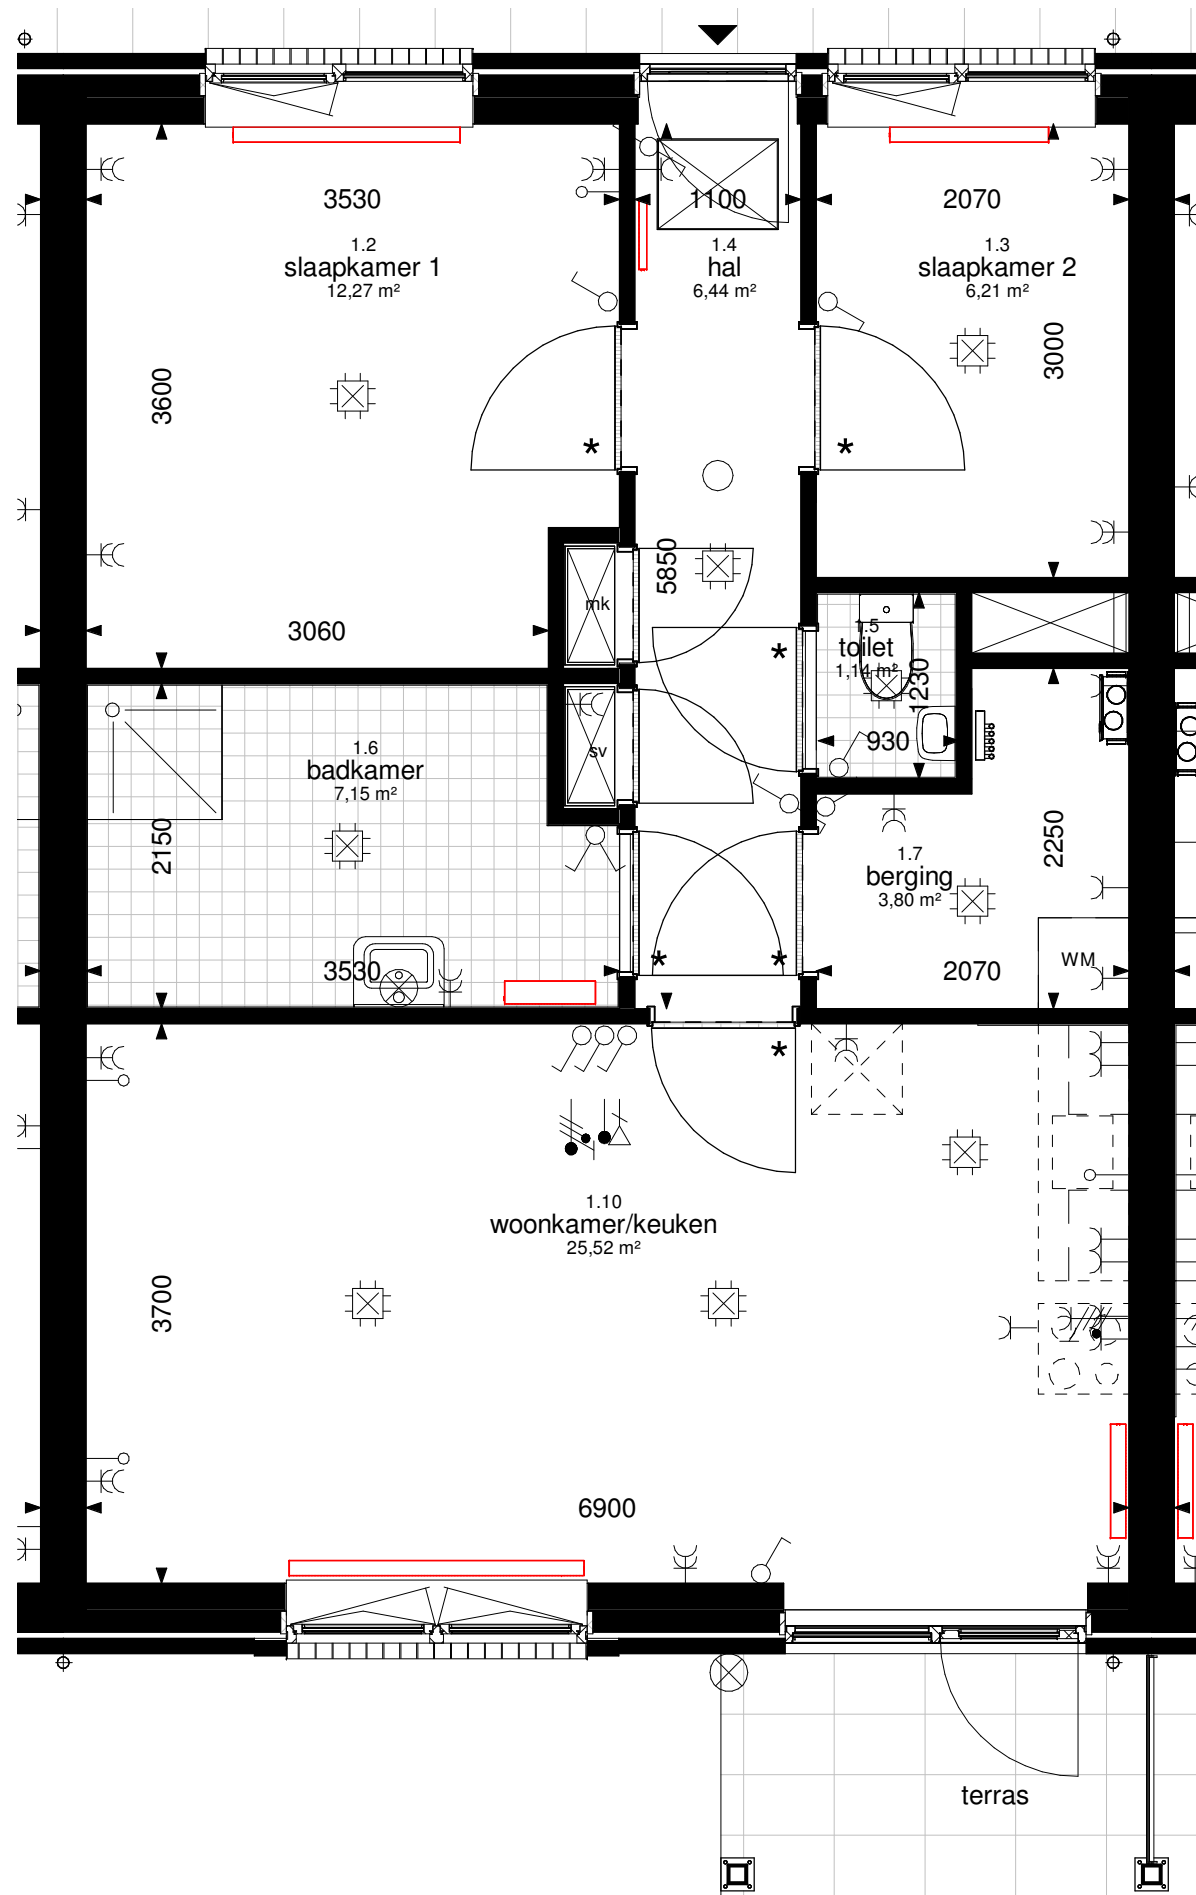 3530
1100
2070
1.2
slaapkamer 1
12,27 m²
1.4
hal
6,44 m²
1.3
slaapkamer 2
6,21 m²
3600
3000
*
*
5850
mk
3060
1.5
toilet
1,14 m²
1230
930
*
sv
1.6
badkamer
7,15 m²
2150
1.7
berging
3,80 m²
2250
3530
*
*
2070
WM
*
1.10
woonkamer/keuken
25,52 m²
3700
6900
terras